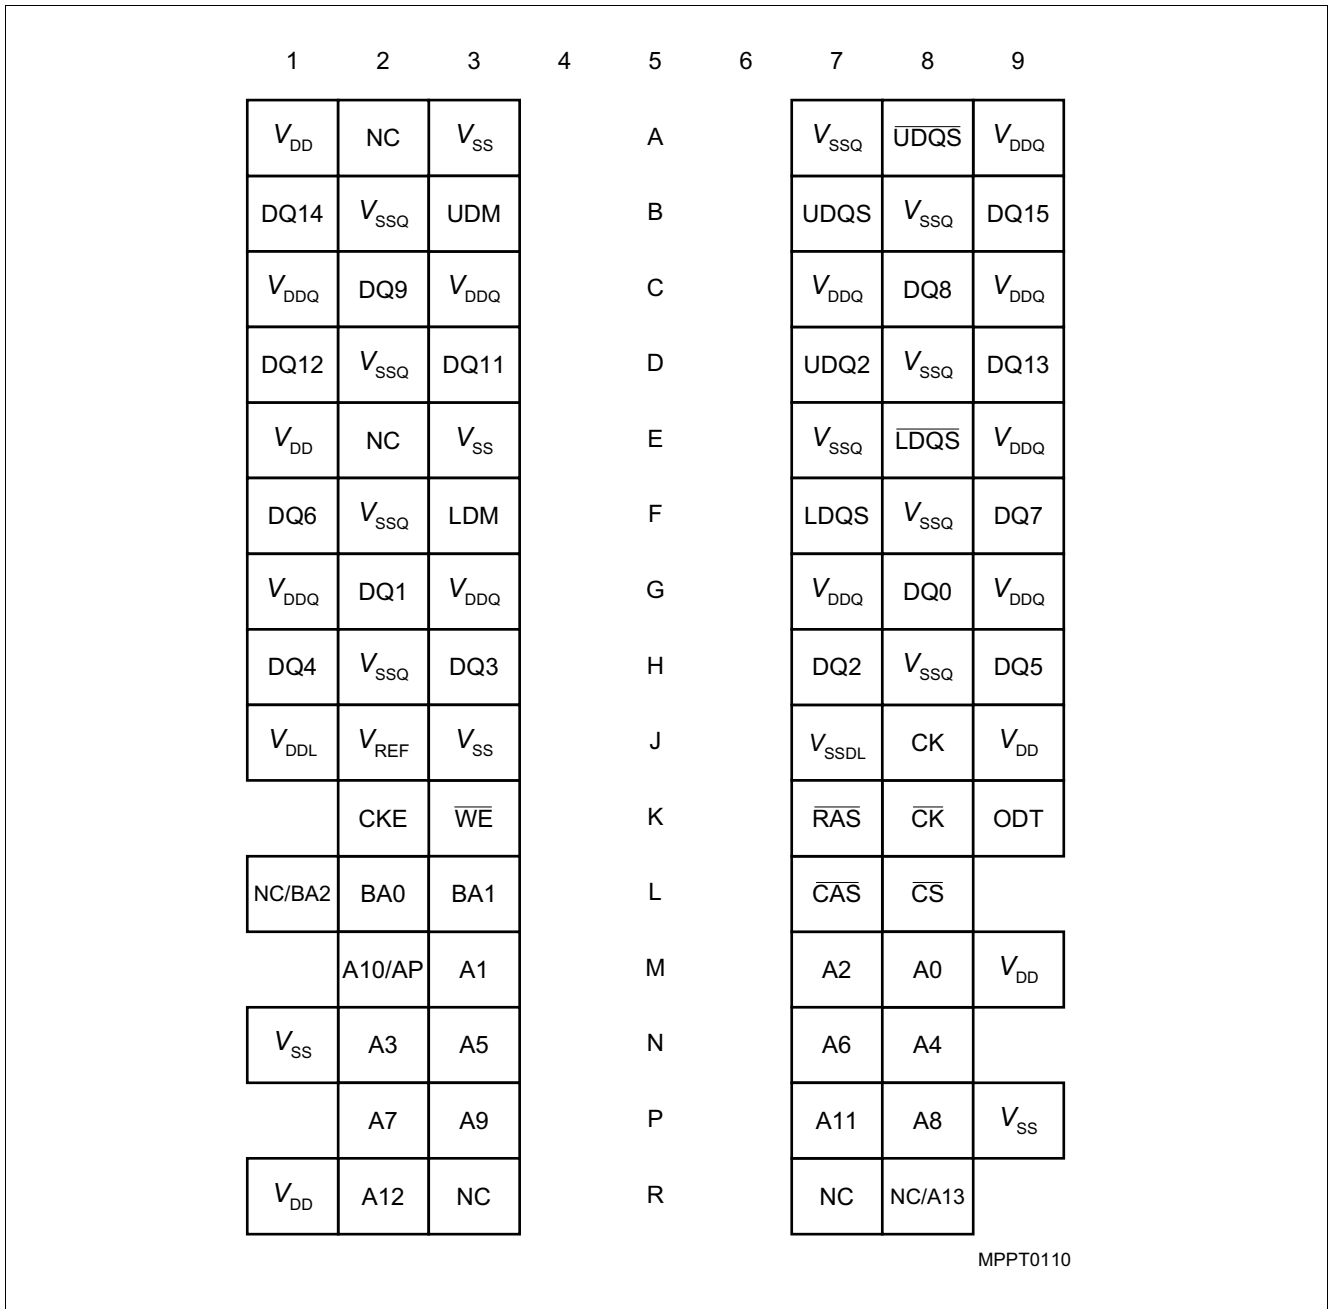 1 2 3 4 5 6 7 8 9
VDD NC VSS A VSSQ UDQS VDDQ
DQ14 VSSQ UDM B UDQS VSSQ DQ15
VDDQ DQ9 VDDQ C VDDQ DQ8 VDDQ
DQ12 VSSQ DQ11 D UDQ2 VSSQ DQ13
VDD NC VSS E VSSQ LDQS VDDQ
DQ6 VSSQ LDM F LDQS VSSQ DQ7
VDDQ DQ1 VDDQ G VDDQ DQ0 VDDQ
DQ4 VSSQ DQ3 H DQ2 VSSQ DQ5
VDDL VREF VSS J VSSDL CK VDD
CKE WE K RAS CK ODT
NC/BA2 BA0 BA1 L CAS CS
A10/AP A1 M A2 A0 VDD
VSS A3 A5 N A6 A4
A7 A9 P A11 A8 VSS
VDD A12 NC R NC NC/A13
MPPT0110